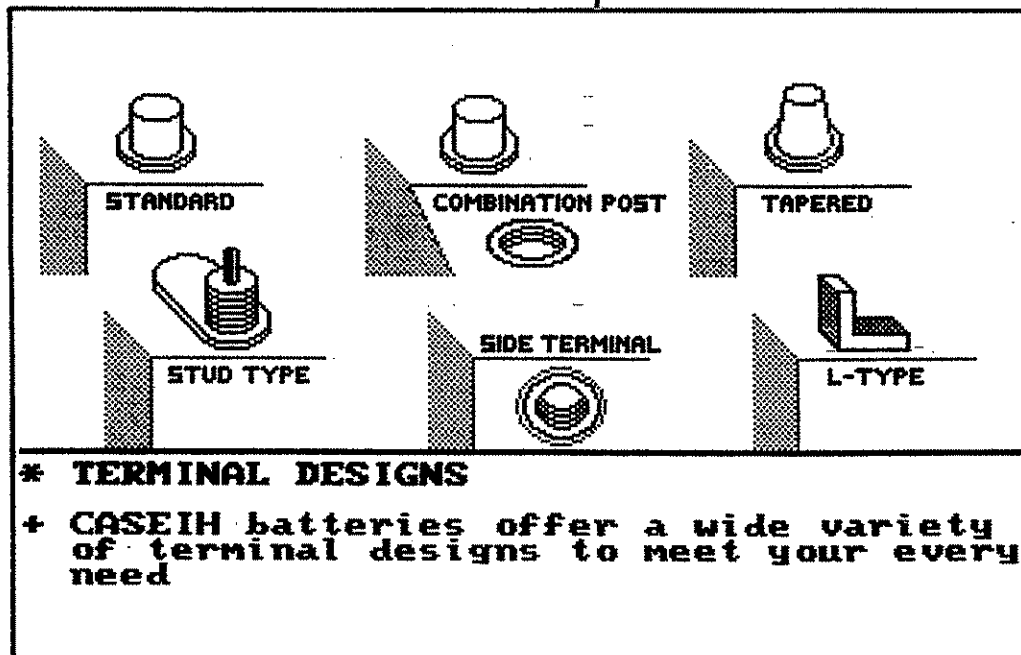 STANDARD
COMBINATION POST
TAPERED
STUD TYPE
SIDE TERMINAL
L-TYPE
* TERMINAL DESIGNS
+ CASEIH batteries offer a wide variety
of terminal designs to meet your every
need